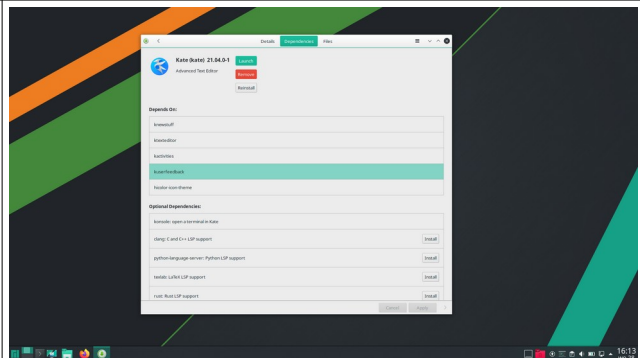 Details Dependencies Files
Kate (kate) 21.04.0-1
Launch
Advanced Text Editor
Remove
Reinstall
Depends On:
knewstuff
ktexteditor
kactivities
kuserfeedback
hicolor-icon-theme
Optional Dependencies:
konsole: open a terminal in Kate
clang: C and C++ LSP support
Install
python-language-server: Python LSP support
Install
texlab: LaTeX LSP support
Install
rust: Rust LSP support
Install
Cancel Apply
16:13